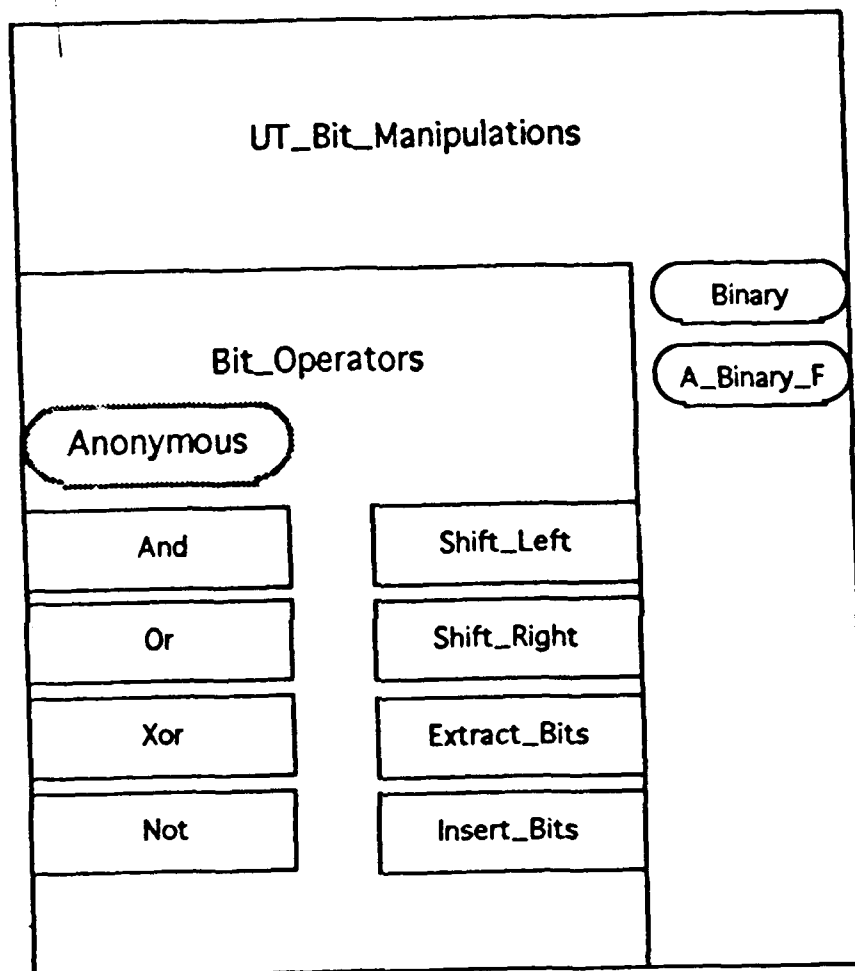 UT_Bit_Manipulations
Binary
A_Binary_F
Bit_Operators
Anonymous
And
Shift_Left
Or
Shift_Right
Xor
Extract_Bits
Not
Insert_Bits